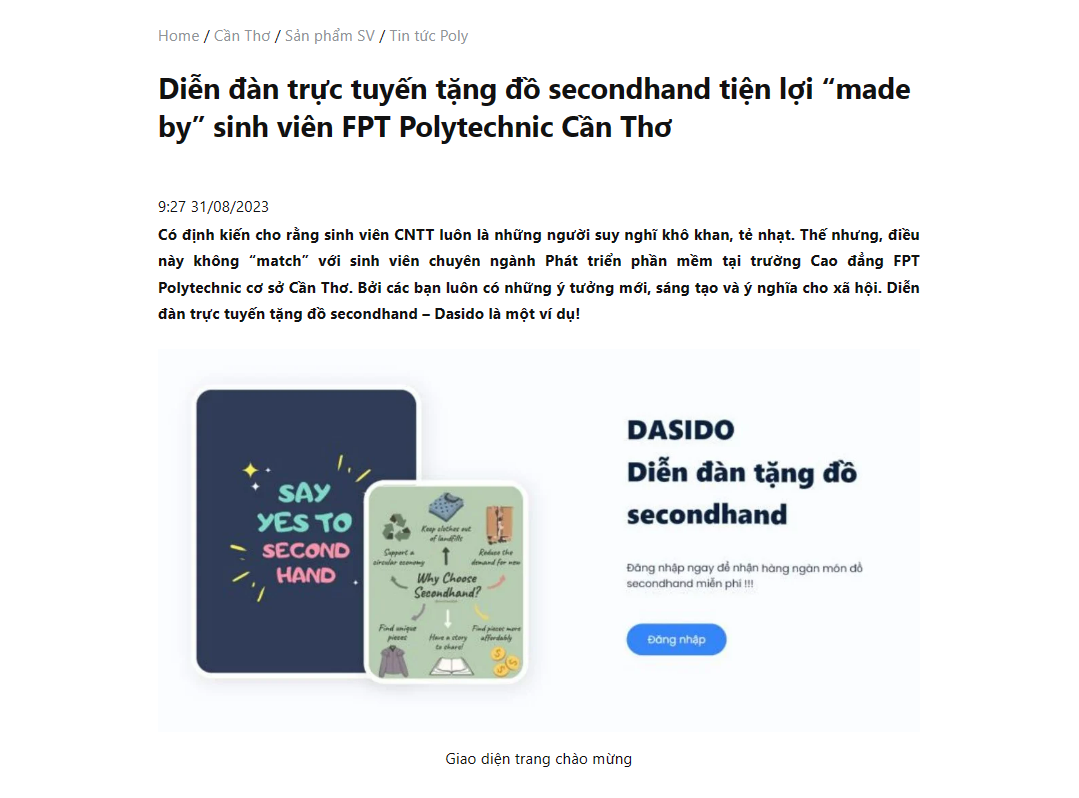 Home / Cần Thơ / Sản phẩm SV / Tin tức Poly
Diễn đàn trực tuyến tặng đồ secondhand tiện lợi “made
by” sinh viên FPT Polytechnic Cần Thơ
9:27 31/08/2023
Có định kiến cho rằng sinh viên CNTT luôn là những người suy nghĩ khô khan, tẻ nhạt. Thế nhưng, điều
này không “match” với sinh viên chuyên ngành Phát triển phần mềm tại trường Cao đẳng FPT
Polytechnic cơ sở Cần Thơ. Bởi các bạn luôn có những ý tưởng mới, sáng tạo và ý nghĩa cho xã hội. Diễn
đàn trực tuyến tặng đồ secondhand – Dasido là một ví dụ!
SAY
YES TO
SECOND
HAND
Keep clothes out
of landfills
Support a
circular economy
Reduce the
demand for new
Why Choose
Secondhand?
Find unique
pieces
Have a story
to share!
Find pieces more
affordably
DASIDO
Diễn đàn tặng đồ
secondhand
Đăng nhập ngay để nhận hàng ngàn món đồ
secondhand miễn phí !!!
Đăng nhập
Giao diện trang chào mừng